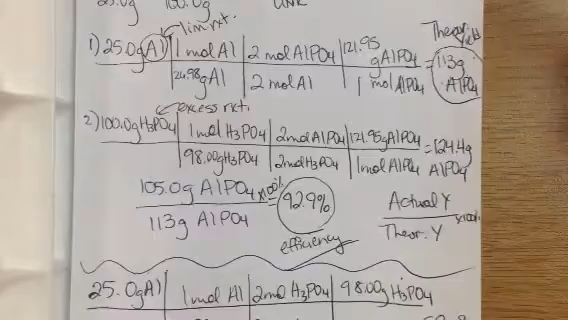 25.0g 100.0g UNK
lim rxt. Theor. Yield
1) 25.0g Al | 1 mol Al | 2 mol AlPO4 | 121.95 g AlPO4 = 113g AlPO4
26.98g Al | 2 mol Al | 1 mol AlPO4
excess rxt.
2) 100.0g H3PO4 | 1 mol H3PO4 | 2 mol AlPO4 | 121.95g AlPO4 = 124.4g AlPO4
98.00g H3PO4 | 2 mol H3PO4 | 1 mol AlPO4
105.0g AlPO4 x100% = 92.9%
113g AlPO4
efficiency
Actual Y x100%
Theor. Y
25.0g Al | 1 mol Al | 2 mol H3PO4 | 98.00g H3PO4